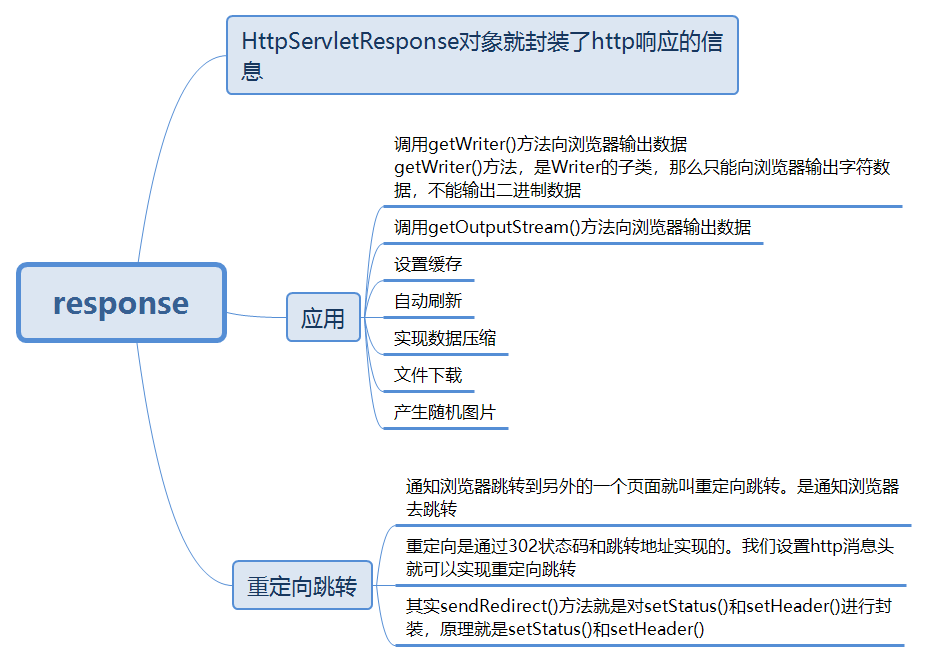 HttpServletResponse对象就封装了http响应的信
息
调用getWriter()方法向浏览器输出数据
getWriter()方法，是Writer的子类，那么只能向浏览器输出字符数
据，不能输出二进制数据
调用getOutputStream()方法向浏览器输出数据
设置缓存
response
应用
自动刷新
实现数据压缩
文件下载
产生随机图片
通知浏览器跳转到另外的一个页面就叫重定向跳转。是通知浏览器
去跳转
重定向是通过302状态码和跳转地址实现的。我们设置http消息头
就可以实现重定向跳转
重定向跳转
其实sendRedirect()方法就是对setStatus()和setHeader()进行封
装，原理就是setStatus()和setHeader()